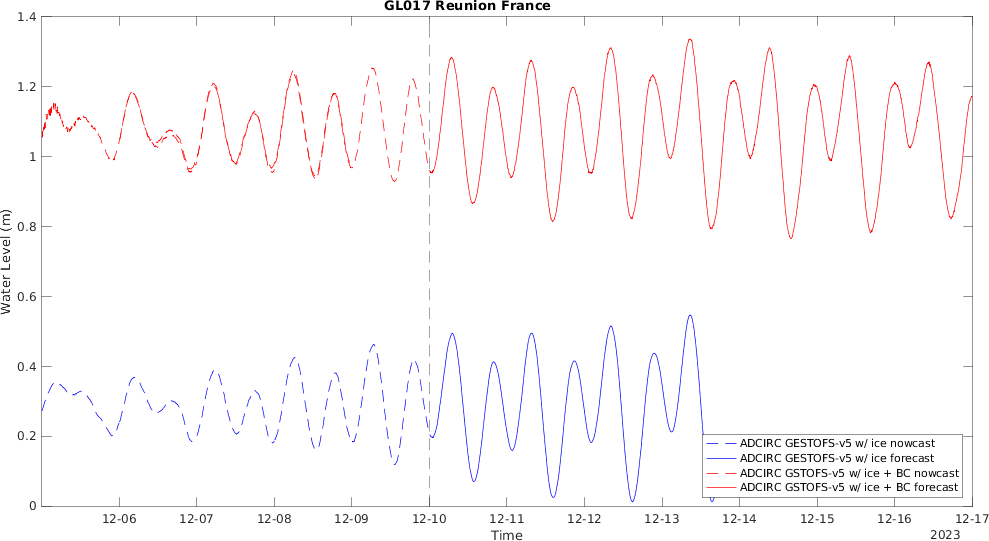 GL017 Reunion France
1.4
1.2
1
0.8
0.6
0.4
0.2
0
Water Level (m)
12-06 12-07 12-08 12-09 12-10 12-11 12-12 12-13 12-14 12-15 12-16 12-17
Time
2023
ADCIRC GESTOFS-v5 w/ ice nowcast
ADCIRC GESTOFS-v5 w/ ice forecast
ADCIRC GSTOFS-v5 w/ ice + BC nowcast
ADCIRC GSTOFS-v5 w/ ice + BC forecast